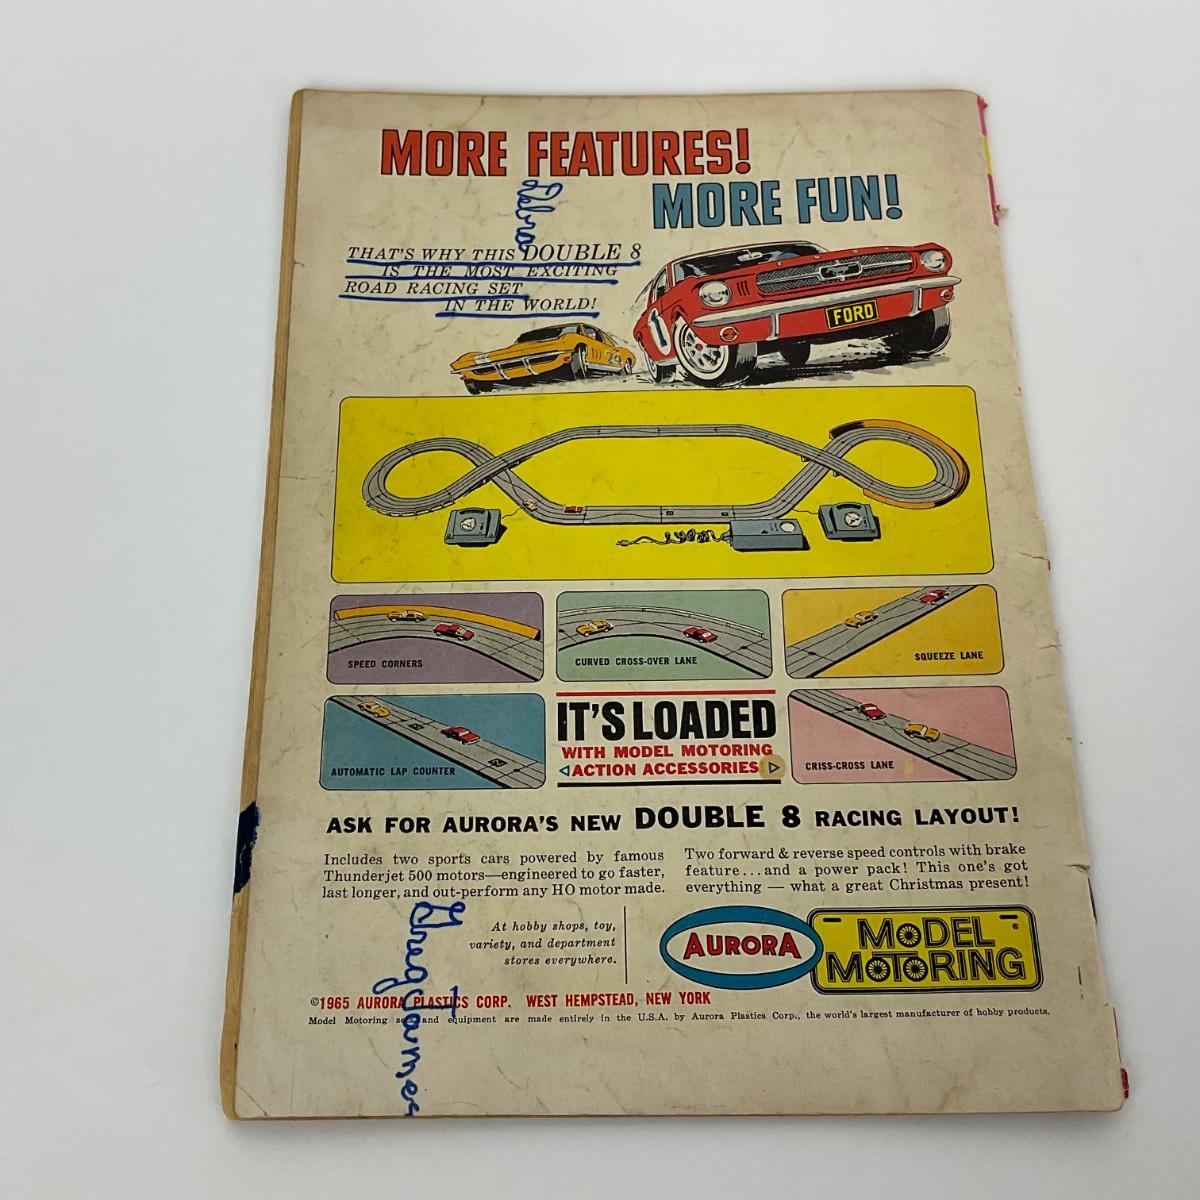 MORE FEATURES!
MORE FUN!
THAT'S WHY THIS DOUBLE 8
IS THE MOST EXCITING
ROAD RACING SET
IN THE WORLD!
FORD
SPEED CORNERS
CURVED CROSS-OVER LANE
SQUEEZE LANE
AUTOMATIC LAP COUNTER
IT'S LOADED
WITH MODEL MOTORING
ACTION ACCESSORIES
CRISS-CROSS LANE
ASK FOR AURORA'S NEW DOUBLE 8 RACING LAYOUT!
Includes two sports cars powered by famous
Thunderjet 500 motors—engineered to go faster,
last longer, and out-perform any HO motor made.
Two forward & reverse speed controls with brake
feature...and a power pack! This one's got
everything — what a great Christmas present!
Greg James
At hobby shops, toy,
variety, and department
stores everywhere.
AURORA
MODEL
MOTORING
®
©1965 AURORA PLASTICS CORP. WEST HEMPSTEAD, NEW YORK
Model Motoring sets and equipment are made entirely in the U.S.A. by Aurora Plastics Corp., the world's largest manufacturer of hobby products.